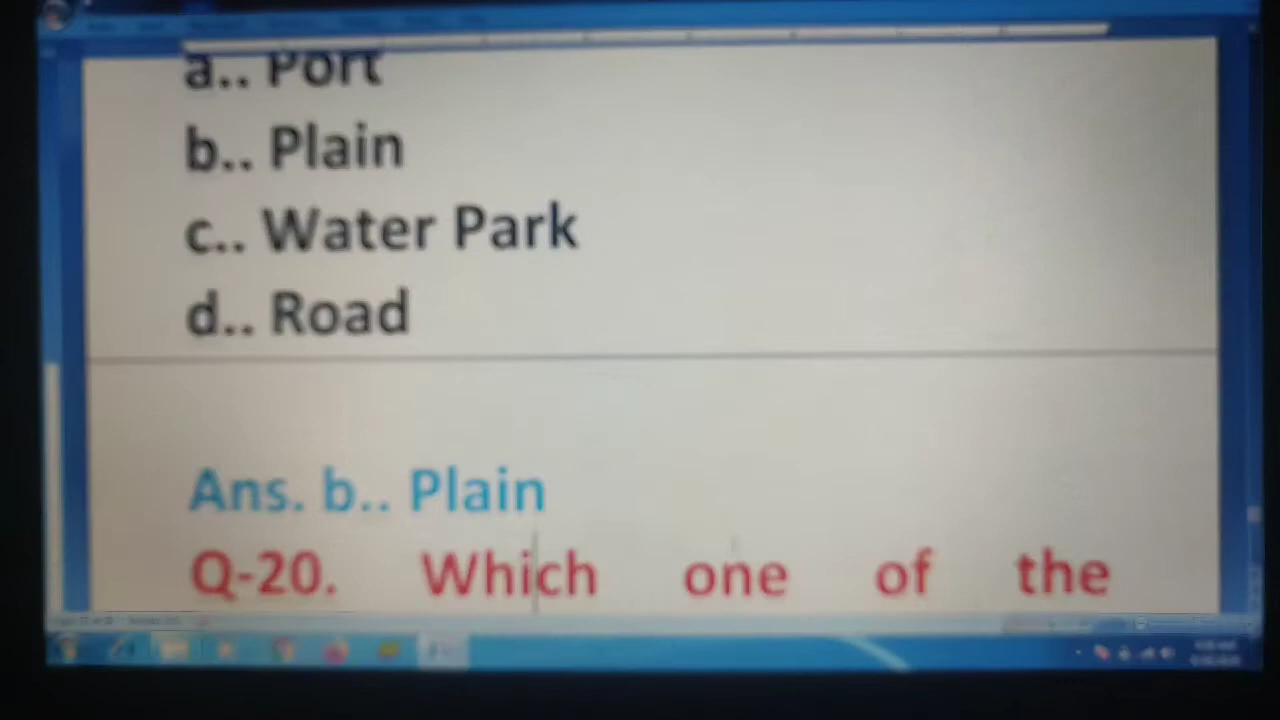 a.. Port
b.. Plain
c.. Water Park
d.. Road
Ans. b.. Plain
Q-20. Which one of the